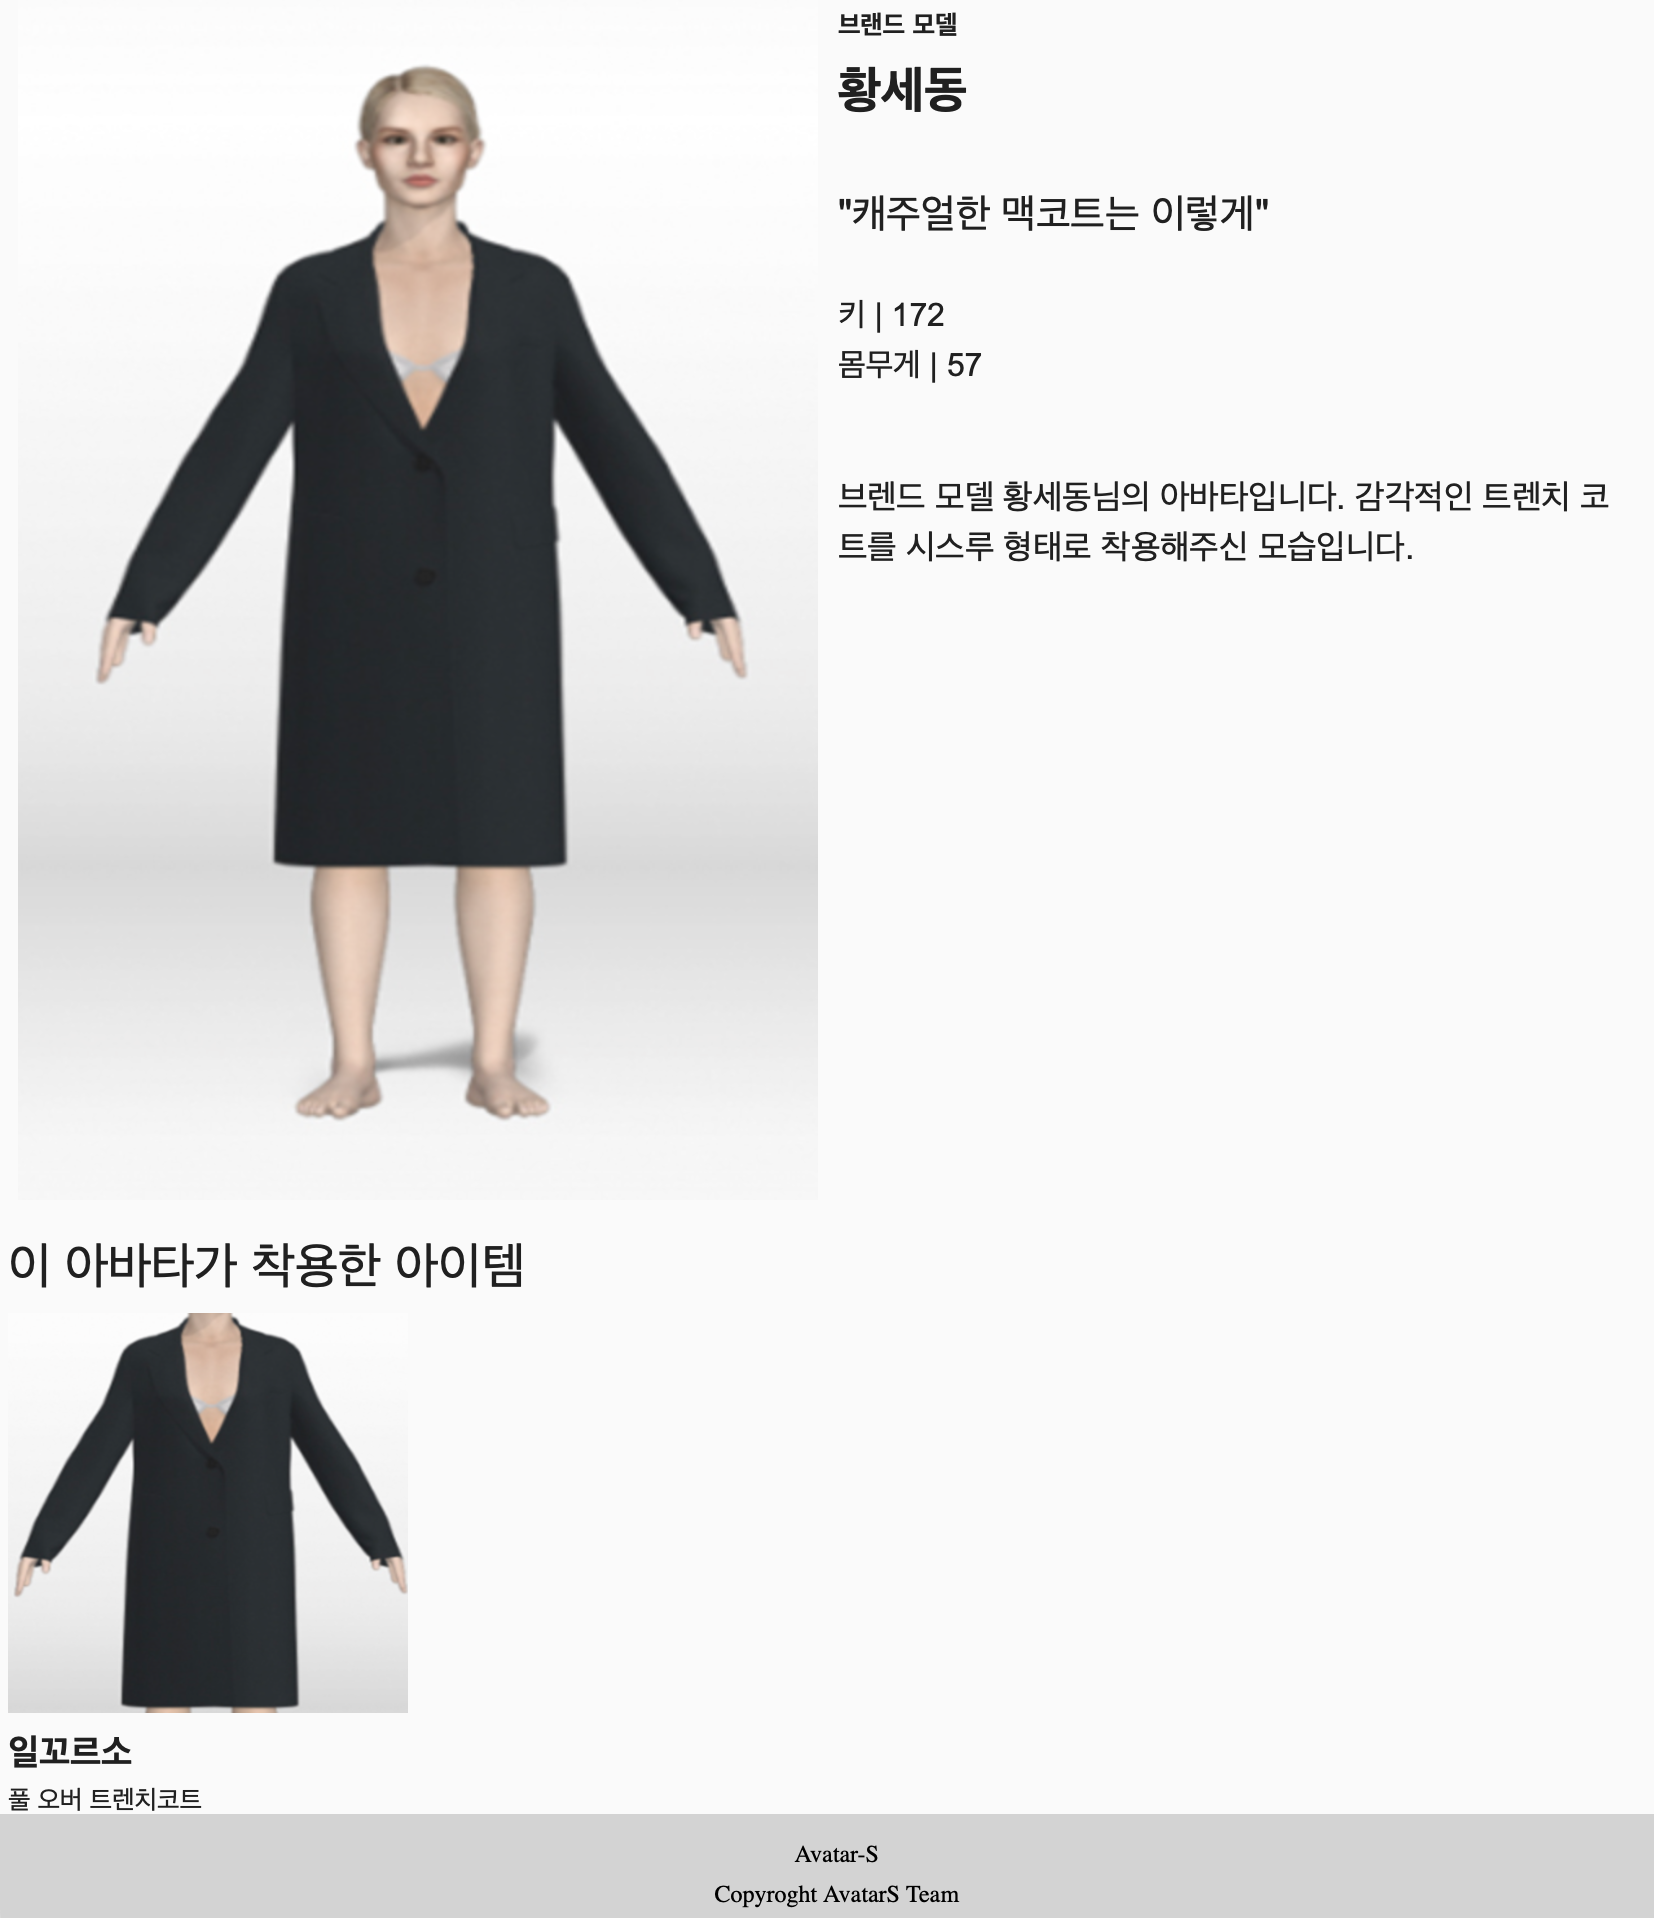 브랜드 모델
황세동
"캐주얼한 맥코트는 이렇게"
키 | 172
몸무게 | 57
브렌드 모델 황세동님의 아바타입니다. 감각적인 트렌치 코
트를 시스루 형태로 착용해주신 모습입니다.
이 아바타가 착용한 아이템
일꼬르소
풀 오버 트렌치코트
Avatar-S
Copyroght AvatarS Team